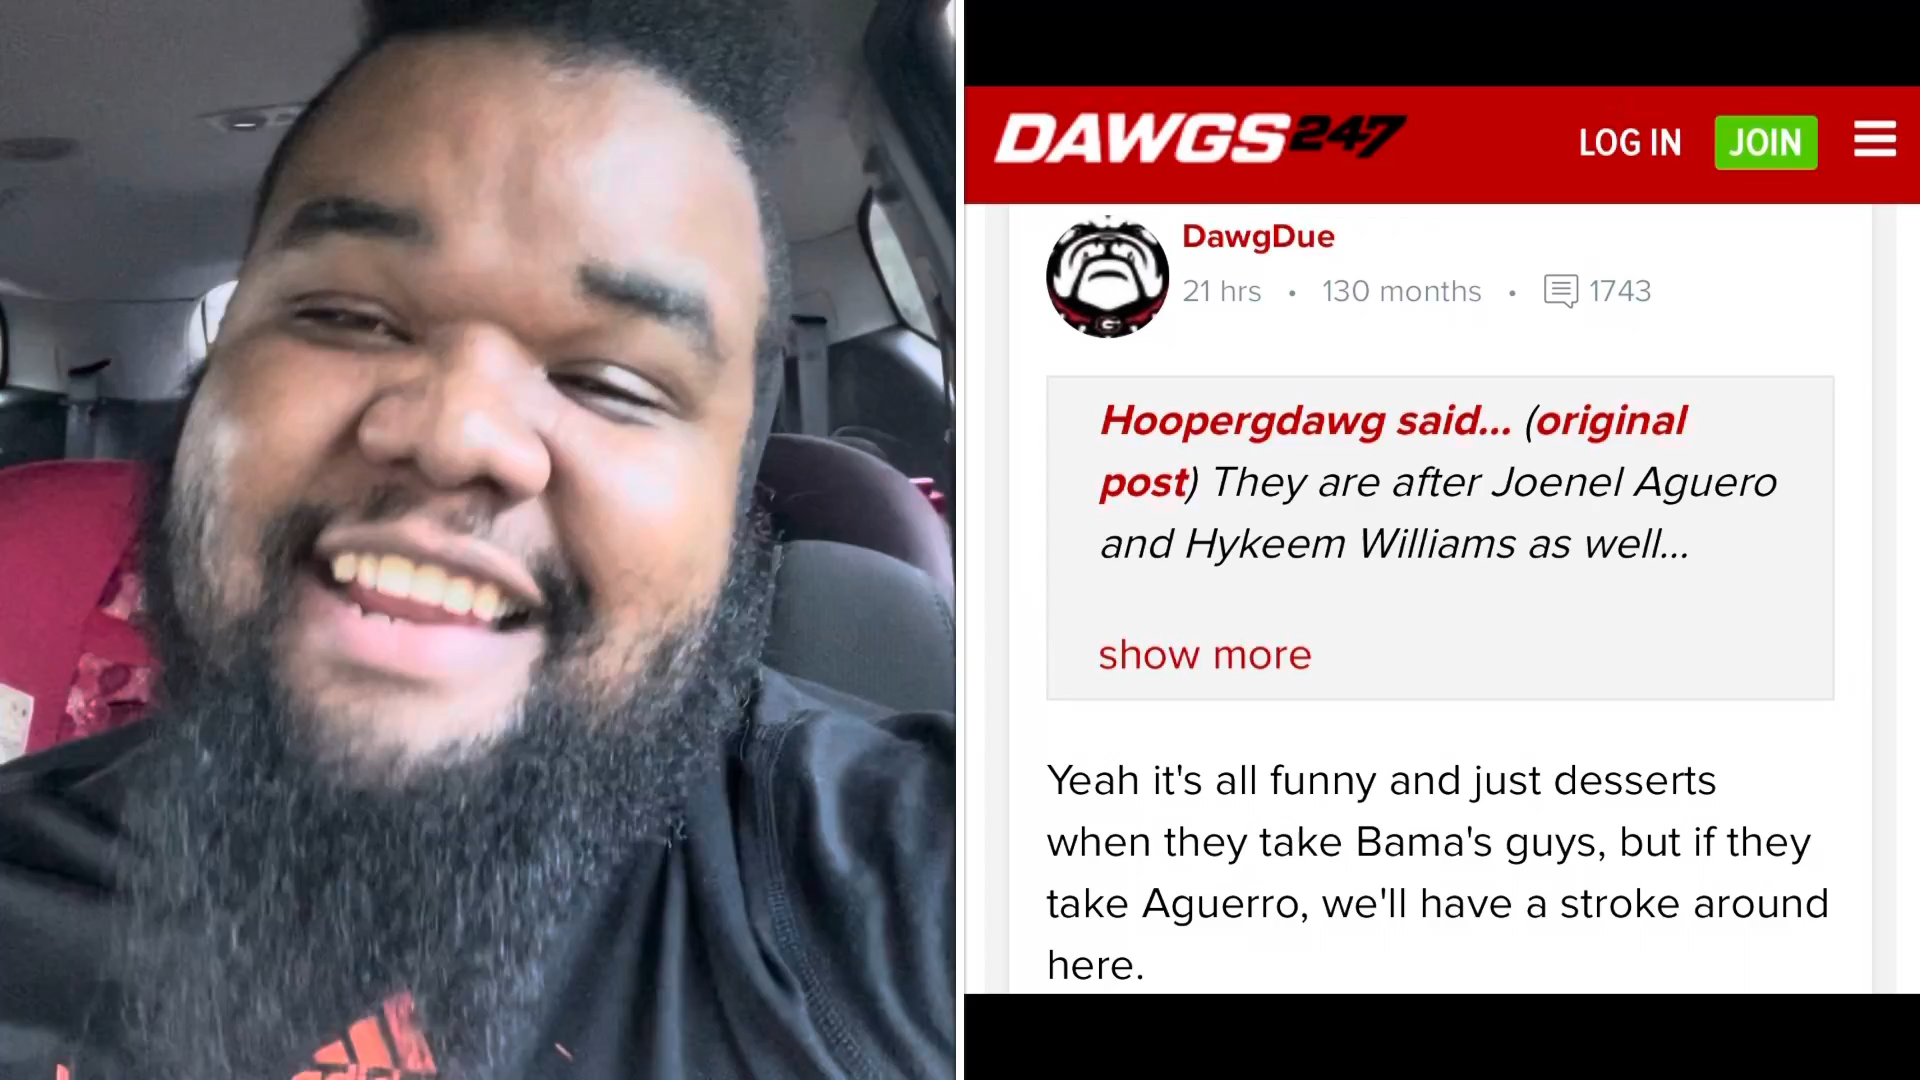 DAWGS247
LOG IN
JOIN
DawgDue
21 hrs • 130 months • 1743
Hoopergdawg said... (original
post) They are after Joenel Aguero
and Hykeem Williams as well...
show more
Yeah it's all funny and just desserts
when they take Bama's guys, but if they
take Aguerro, we'll have a stroke around
here.